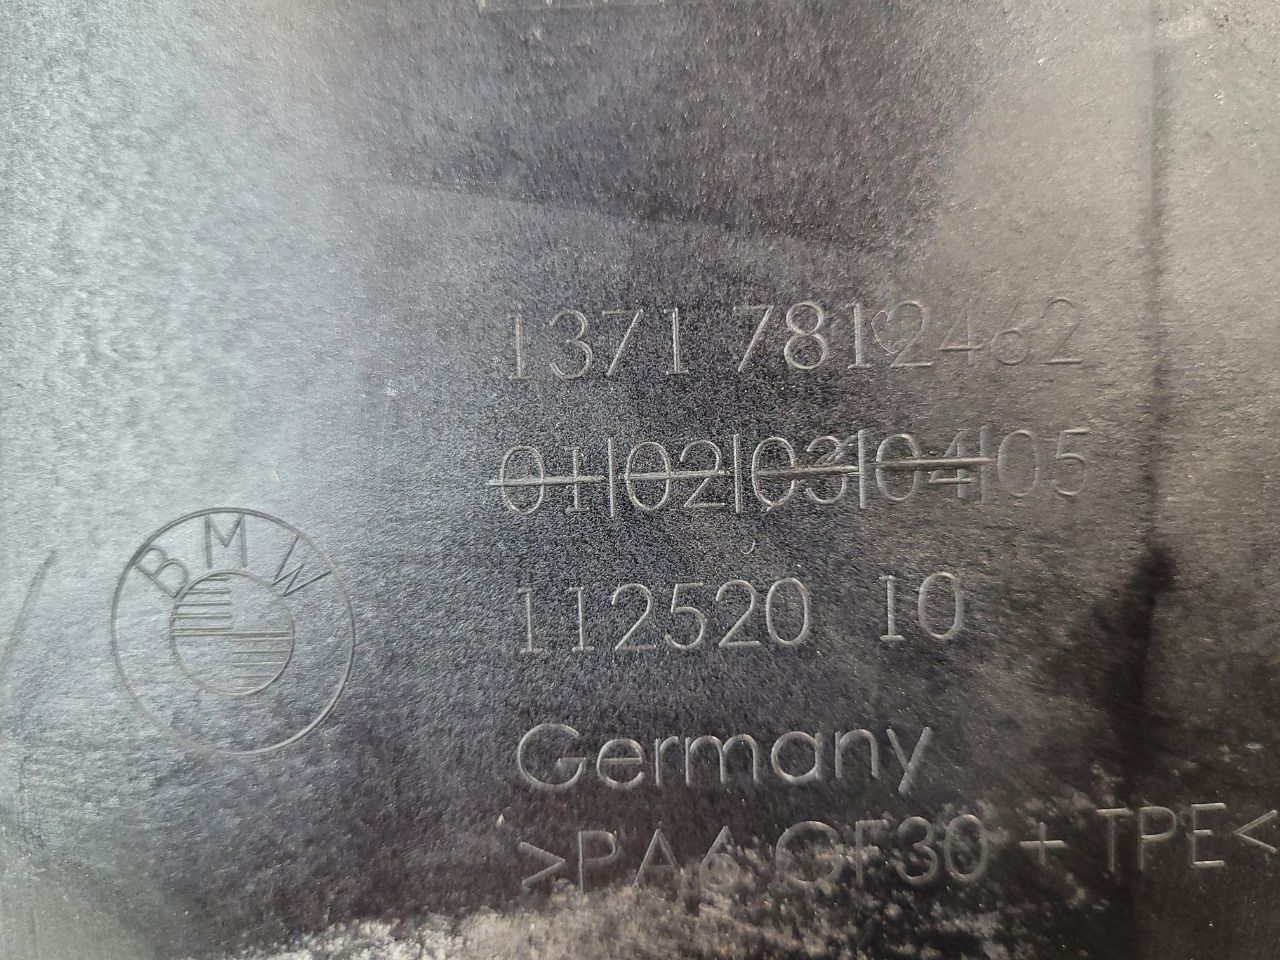 1371 7812462
01|02|03|04|05
BMW
112520 10
Germany
>PA6 GF30 + TPE<